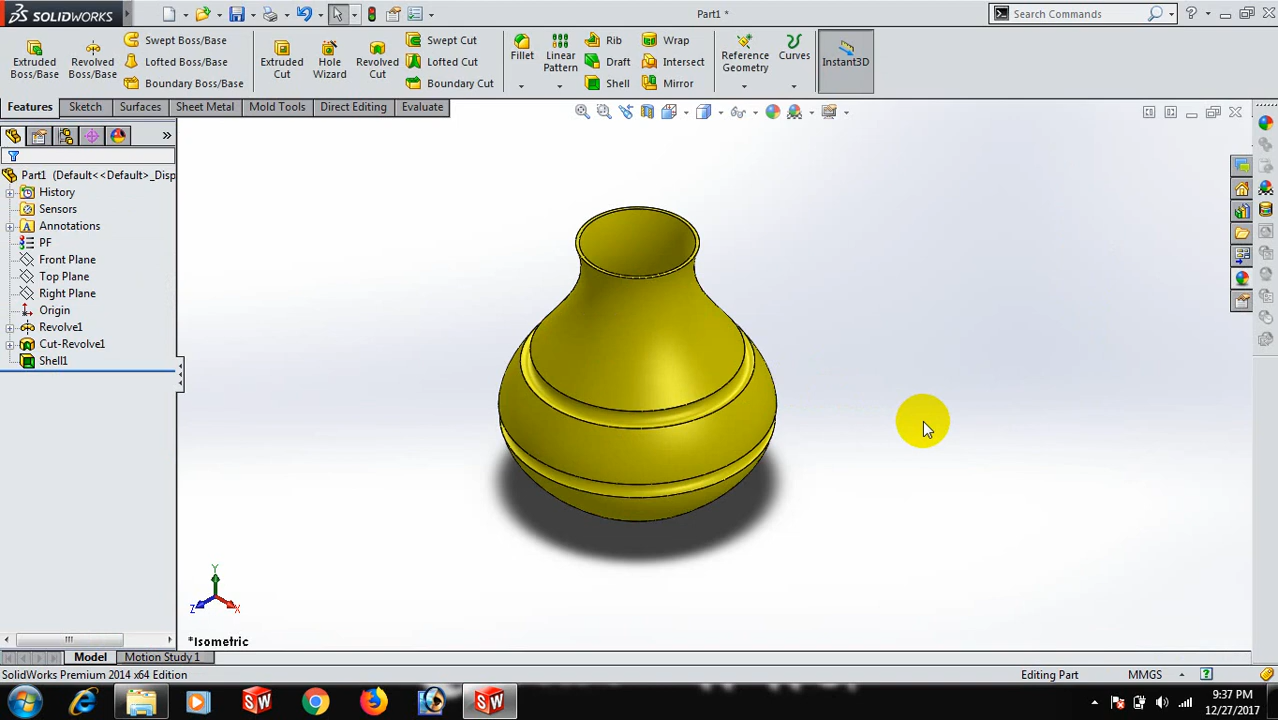 SOLIDWORKS
Part1 *
Search Commands
Extruded Boss/Base
Revolved Boss/Base
Swept Boss/Base
Lofted Boss/Base
Boundary Boss/Base
Extruded Cut
Hole Wizard
Revolved Cut
Swept Cut
Lofted Cut
Boundary Cut
Fillet
Linear Pattern
Rib
Draft
Shell
Wrap
Intersect
Mirror
Reference Geometry
Curves
Instant3D
Features
Sketch
Surfaces
Sheet Metal
Mold Tools
Direct Editing
Evaluate
Part1 (Default<<Default>_Disp
History
Sensors
Annotations
PF
Front Plane
Top Plane
Right Plane
Origin
Revolve1
Cut-Revolve1
Shell1
Y
Z
X
*Isometric
Model
Motion Study 1
SolidWorks Premium 2014 x64 Edition
Editing Part
MMGS
9:37 PM
12/27/2017